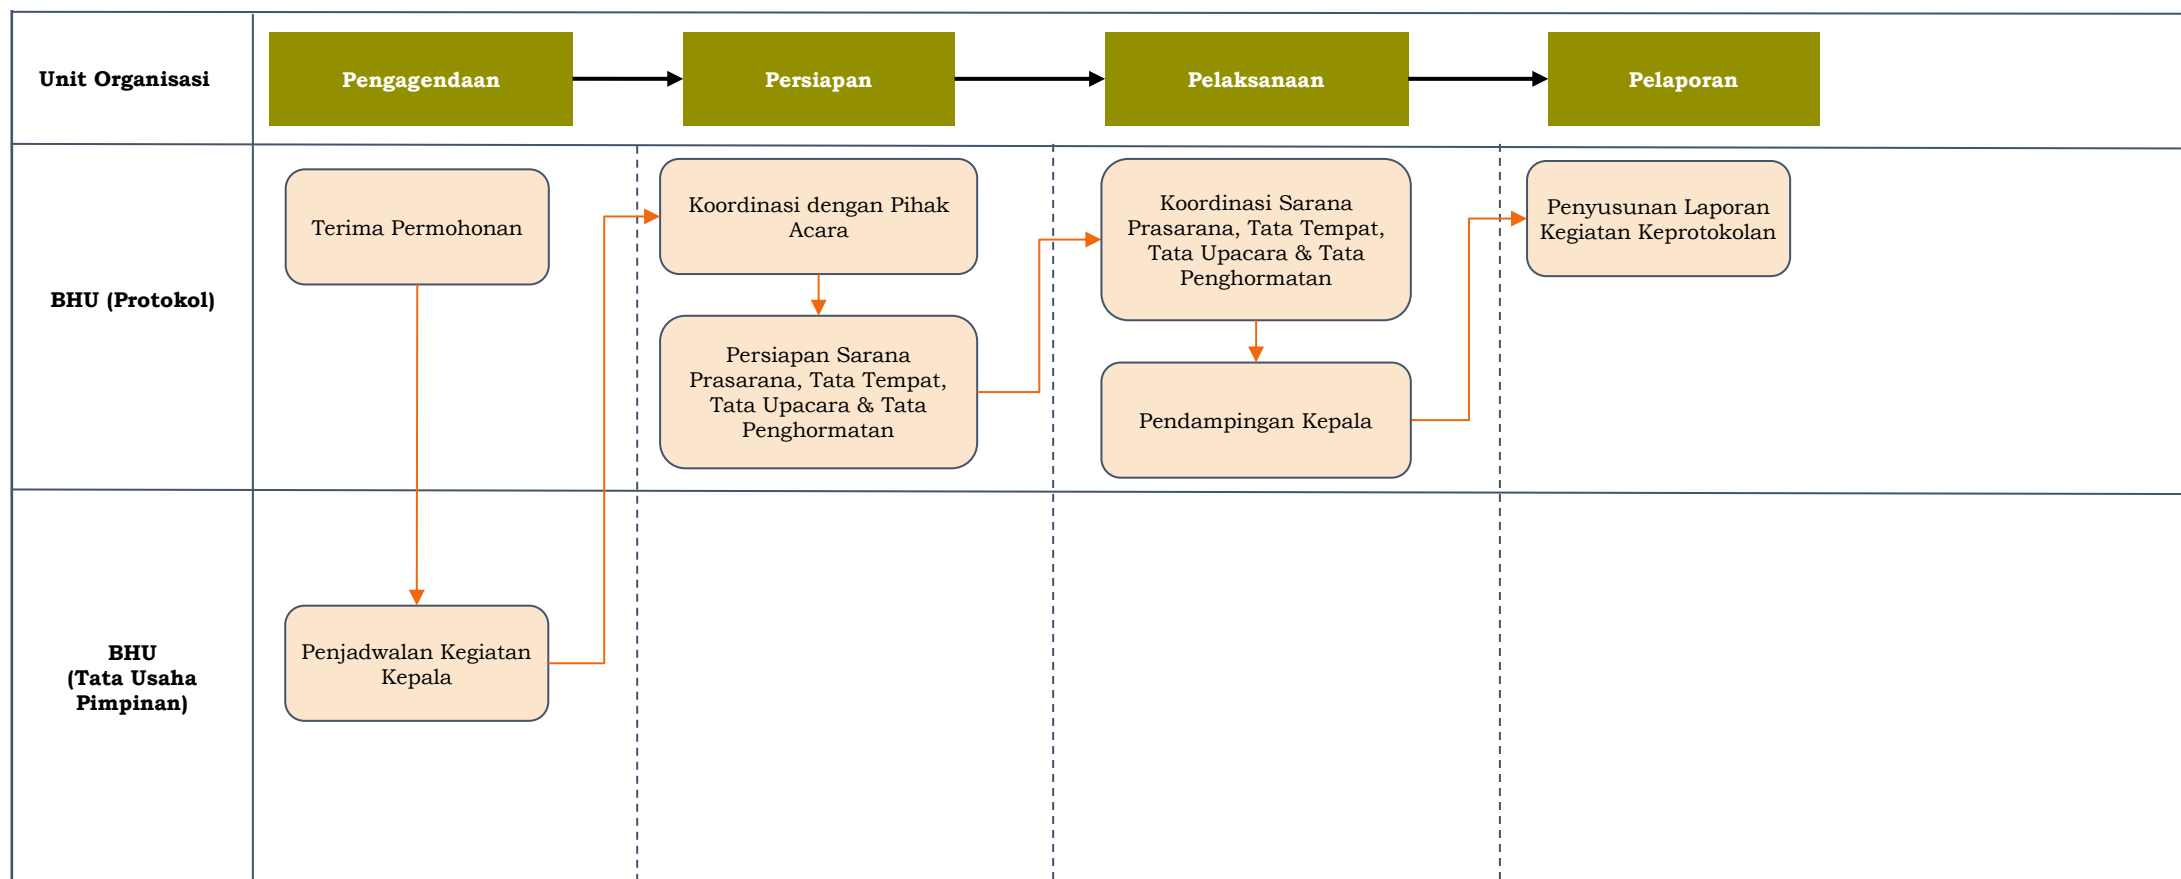 Unit Organisasi
Pengagendaan
Persiapan
Pelaksanaan
Pelaporan
BHU (Protokol)
Terima Permohonan
Koordinasi dengan Pihak
Acara
Persiapan Sarana
Prasarana, Tata Tempat,
Tata Upacara & Tata
Penghormatan
Koordinasi Sarana
Prasarana, Tata Tempat,
Tata Upacara & Tata
Penghormatan
Pendampingan Kepala
Penyusunan Laporan
Kegiatan Keprotokolan
BHU
(Tata Usaha
Pimpinan)
Penjadwalan Kegiatan
Kepala